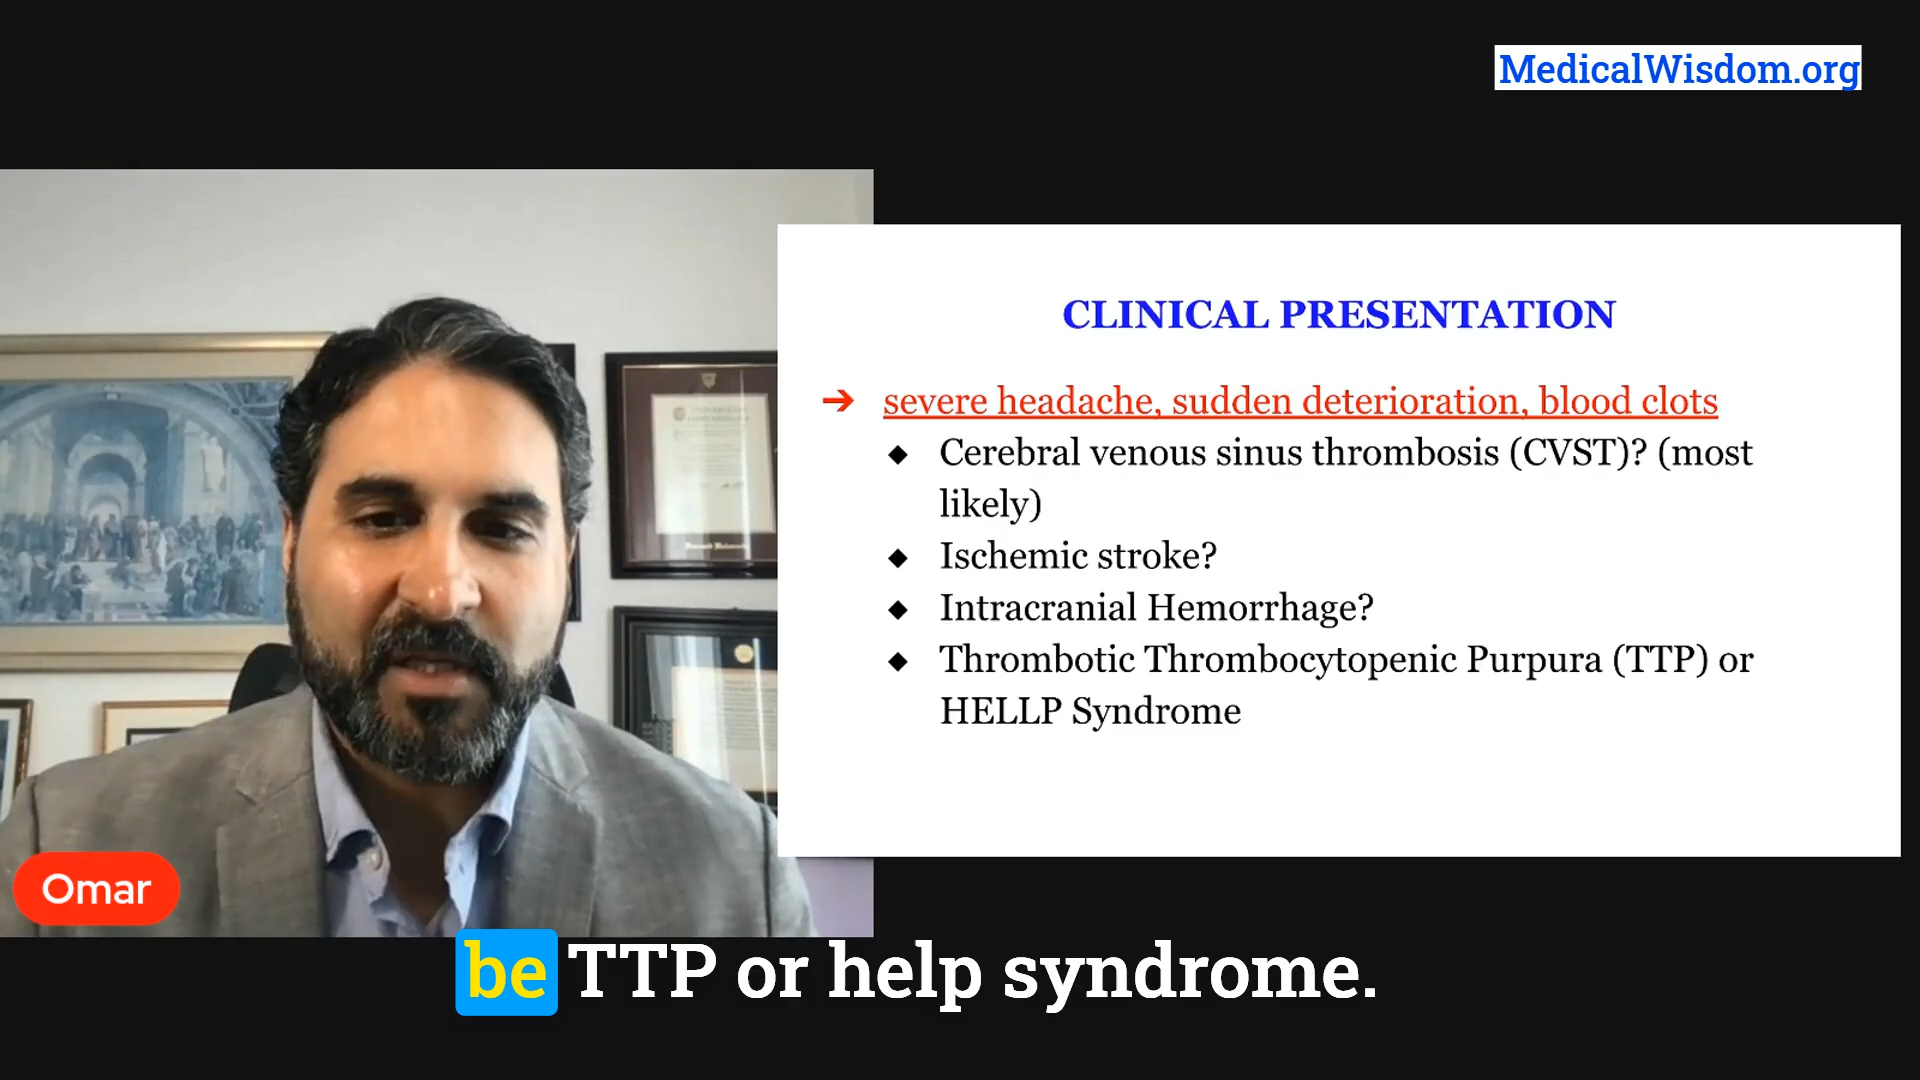 MedicalWisdom.org
CLINICAL PRESENTATION
➔ severe headache, sudden deterioration, blood clots
◆ Cerebral venous sinus thrombosis (CVST)? (most
likely)
◆ Ischemic stroke?
◆ Intracranial Hemorrhage?
◆ Thrombotic Thrombocytopenic Purpura (TTP) or
HELLP Syndrome
Omar
be TTP or help syndrome.